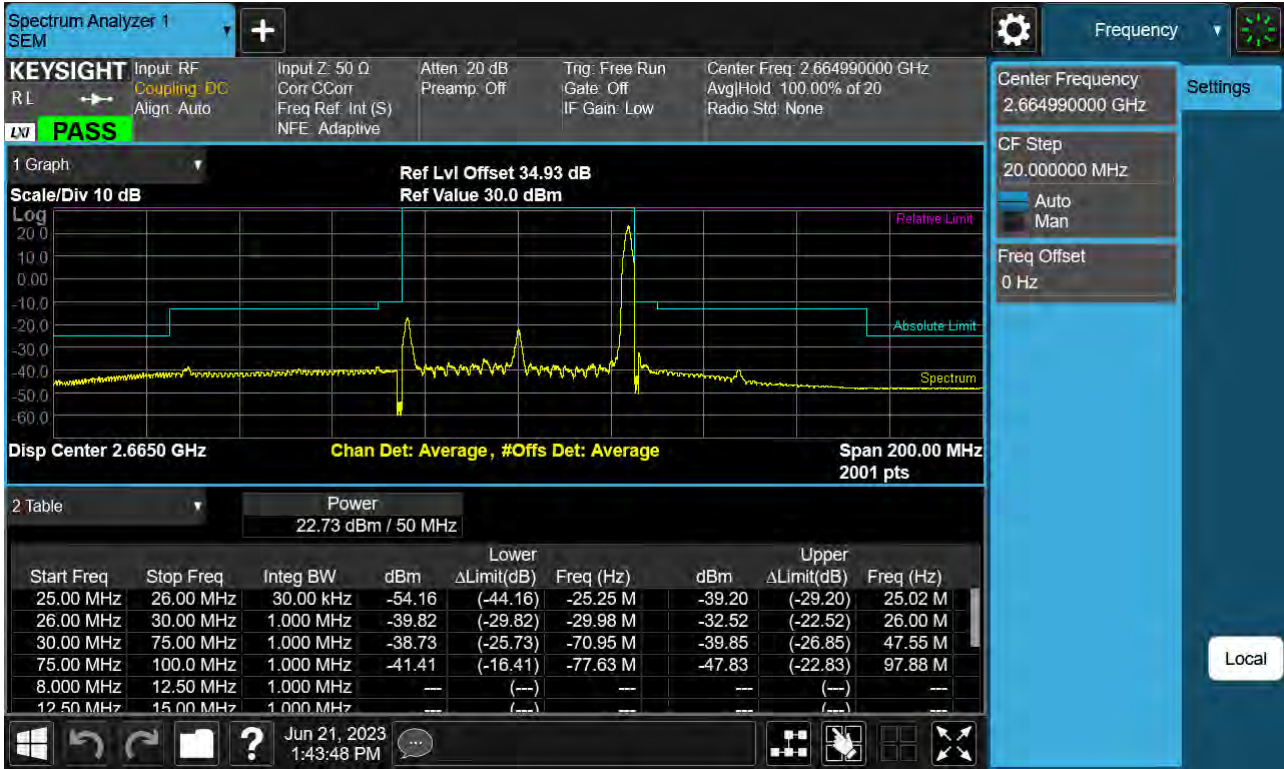 Spectrum Analyzer 1
SEM
Frequency
KEYSIGHT
Input: RF
Coupling: DC
Align: Auto
Input Z: 50 Ω
Corr CCorr
Freq Ref: Int (S)
NFE: Adaptive
Atten: 20 dB
Preamp: Off
Trig: Free Run
Gate: Off
IF Gain: Low
Center Freq: 2.664990000 GHz
Avg|Hold: 100.00% of 20
Radio Std: None
R L
LXI PASS
Center Frequency
2.664990000 GHz
Settings
CF Step
20.000000 MHz
Auto
Man
Freq Offset
0 Hz
Local
1 Graph
Ref Lvl Offset 34.93 dB
Scale/Div 10 dB Ref Value 30.0 dBm
Log
20.0
10.0
0.00
-10.0
-20.0
-30.0
-40.0
-50.0
-60.0
Relative Limit
Absolute Limit
Spectrum
Disp Center 2.6650 GHz Chan Det: Average, #Offs Det: Average Span 200.00 MHz
2001 pts
2 Table
Power
22.73 dBm / 50 MHz
Lower Upper
Start Freq Stop Freq Integ BW dBm ΔLimit(dB) Freq (Hz) dBm ΔLimit(dB) Freq (Hz)
25.00 MHz 26.00 MHz 30.00 kHz -54.16 (-44.16) -25.25 M -39.20 (-29.20) 25.02 M
26.00 MHz 30.00 MHz 1.000 MHz -39.82 (-29.82) -29.98 M -32.52 (-22.52) 26.00 M
30.00 MHz 75.00 MHz 1.000 MHz -38.73 (-25.73) -70.95 M -39.85 (-26.85) 47.55 M
75.00 MHz 100.0 MHz 1.000 MHz -41.41 (-16.41) -77.63 M -47.83 (-22.83) 97.88 M
8.000 MHz 12.50 MHz 1.000 MHz --- (---) --- --- (---) ---
12.50 MHz 15.00 MHz 1.000 MHz --- (---) --- --- (---) ---
Jun 21, 2023
1:43:48 PM